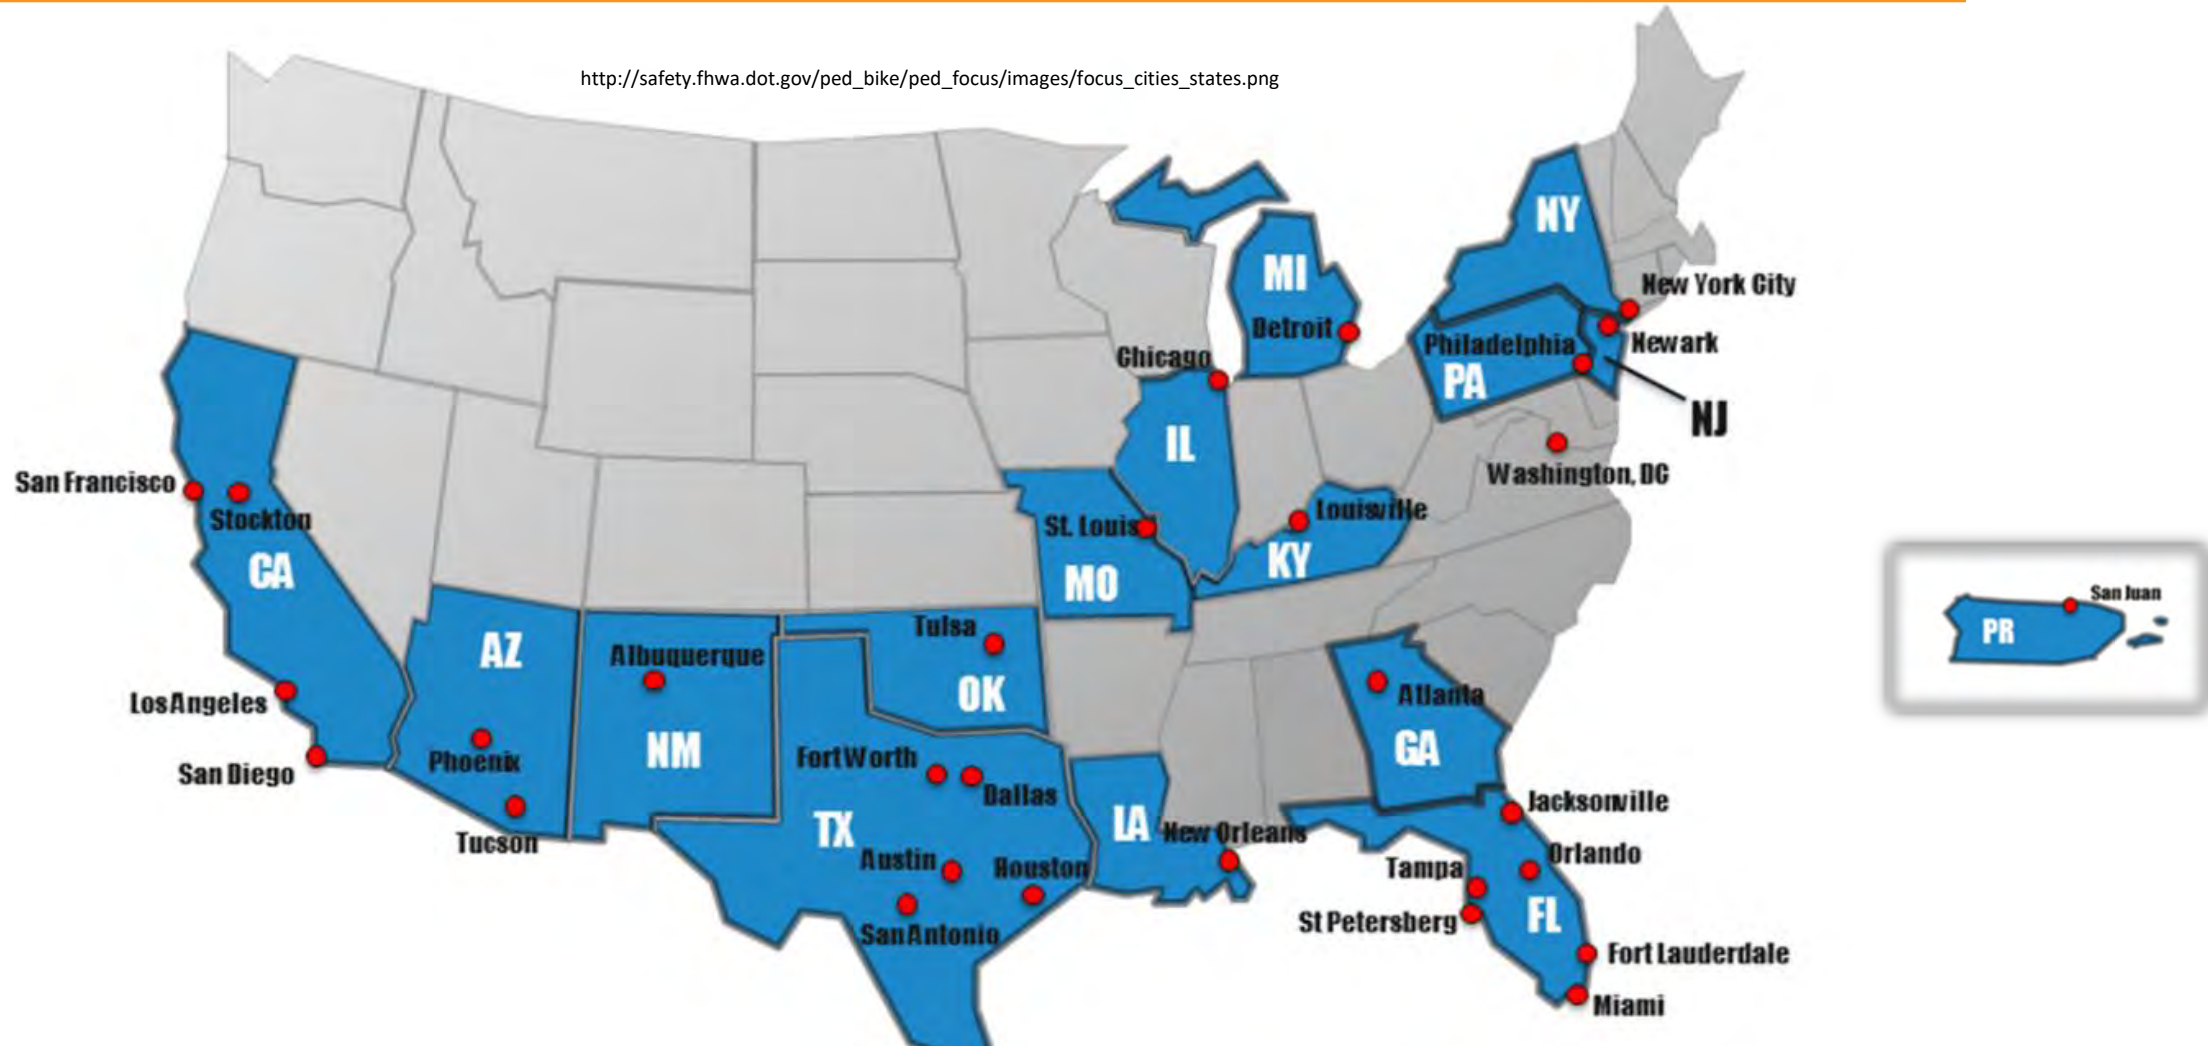 http://safety.fhwa.dot.gov/ped_bike/ped_focus/images/focus_cities_states.png
NY
MI
New York City
Detroit
Newark
Philadelphia
Chicago
PA
NJ
IL
Washington, DC
San Francisco
Stockton
Louisville
St. Louis
CA
KY
MO
San Juan
PR
Tulsa
AZ
Albuquerque
OK
Los Angeles
Atlanta
NM
GA
Phoenix
Fort Worth
San Diego
Dallas
Jacksonville
TX
LA
New Orleans
Tucson
Austin
Houston
Orlando
Tampa
FL
St Petersberg
San Antonio
Fort Lauderdale
Miami